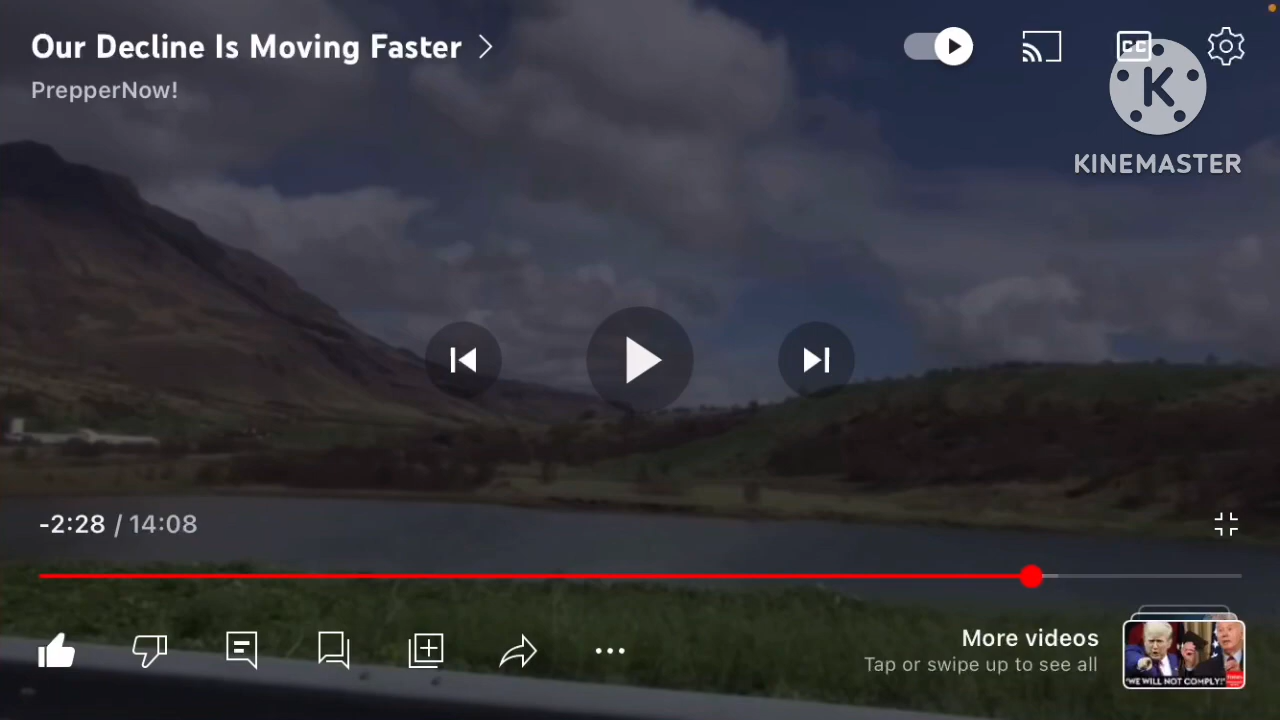 Our Decline Is Moving Faster
PrepperNow!
CC
K
KINEMASTER
-2:28 / 14:08
More videos
Tap or swipe up to see all
"WE WILL NOT COMPLY!"